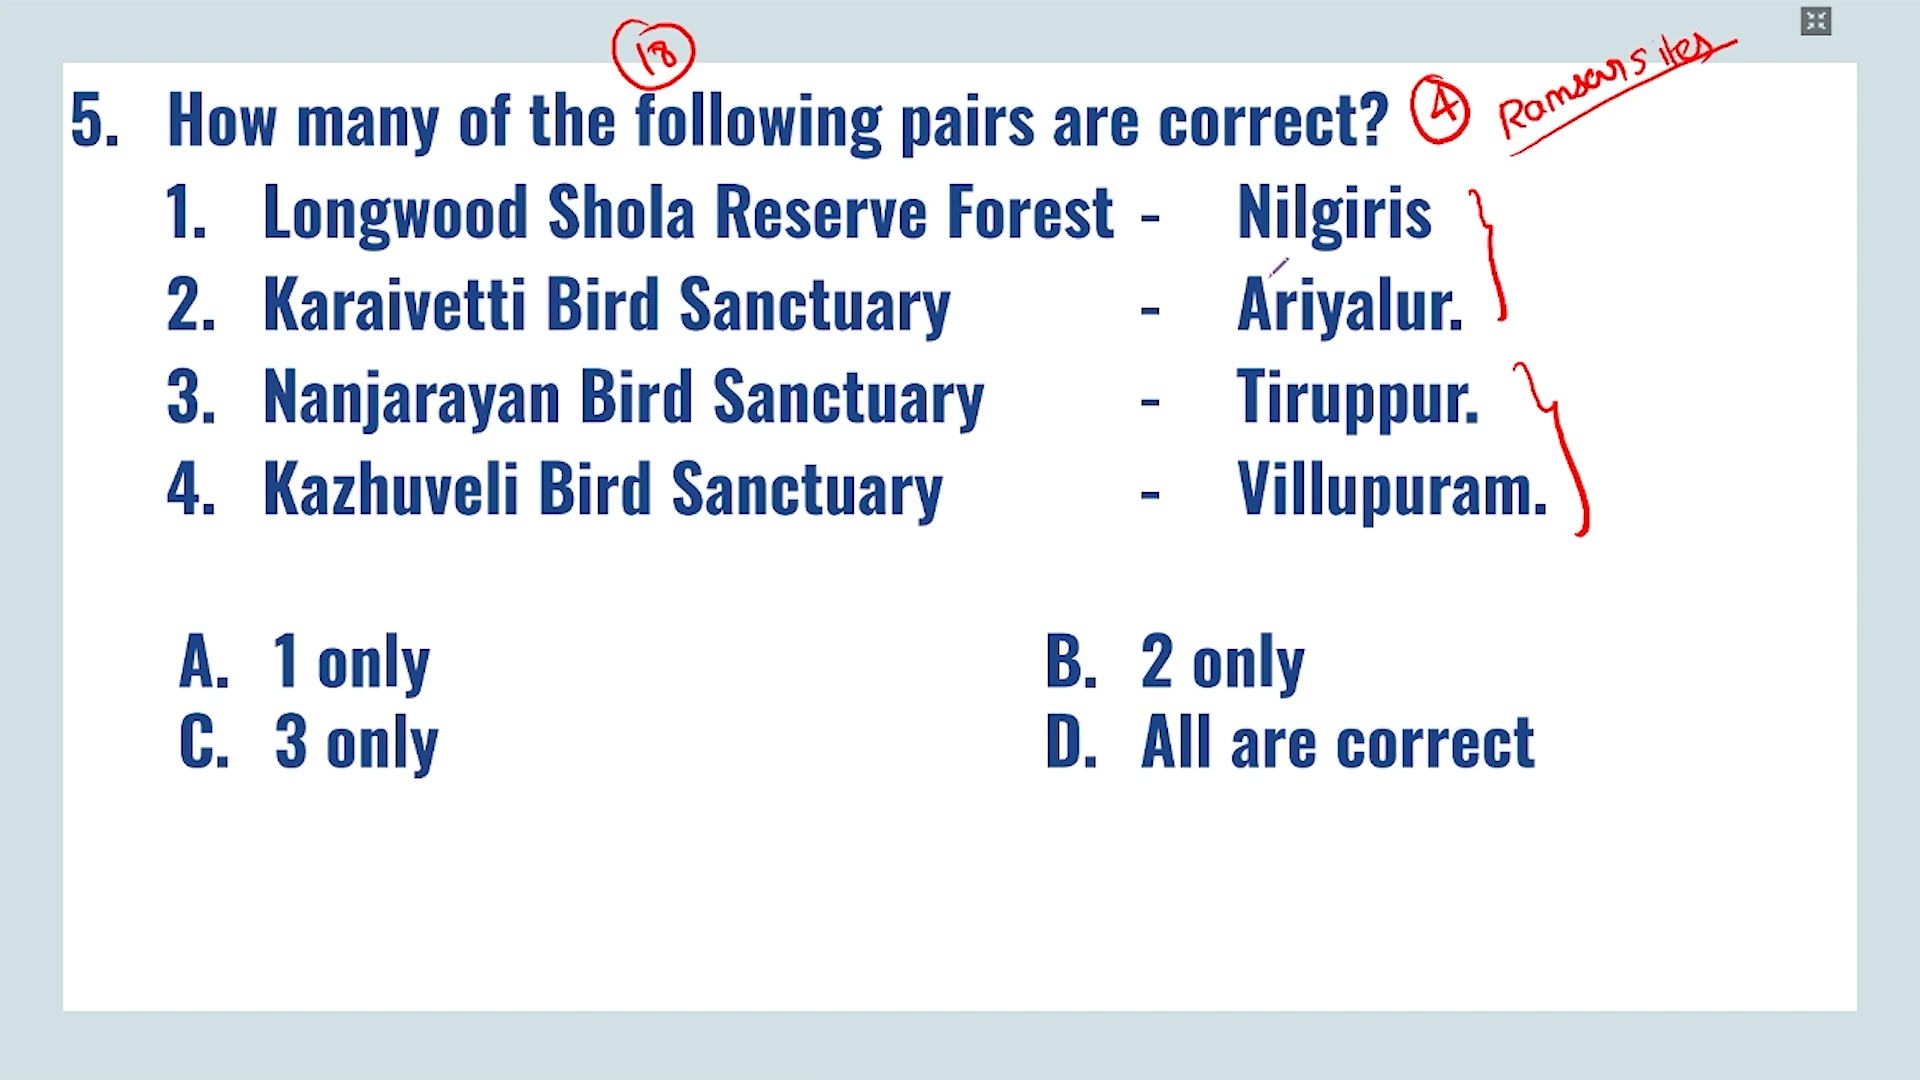 18
5. How many of the following pairs are correct? 4 Ramsar sites
1. Longwood Shola Reserve Forest - Nilgiris
2. Karaivetti Bird Sanctuary - Ariyalur.
3. Nanjarayan Bird Sanctuary - Tiruppur.
4. Kazhuveli Bird Sanctuary - Villupuram.
A. 1 only B. 2 only
C. 3 only D. All are correct